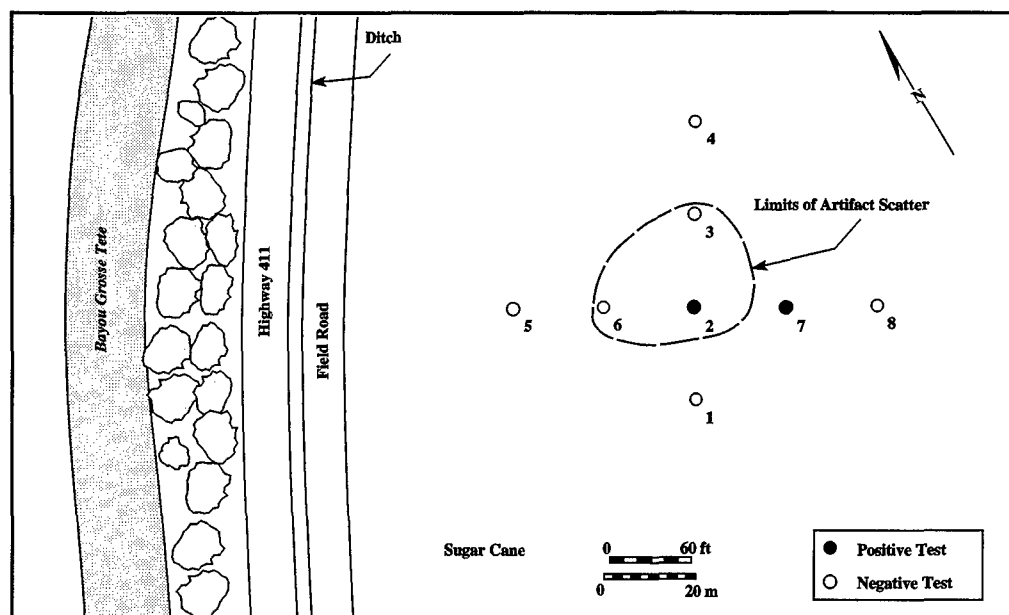 Ditch
N
4
Limits of Artifact Scatter
3
Bayou Grosse Tete
Highway 411
Field Road
5
6
2
7
8
1
Sugar Cane
0 60 ft
0 20 m
Positive Test
Negative Test